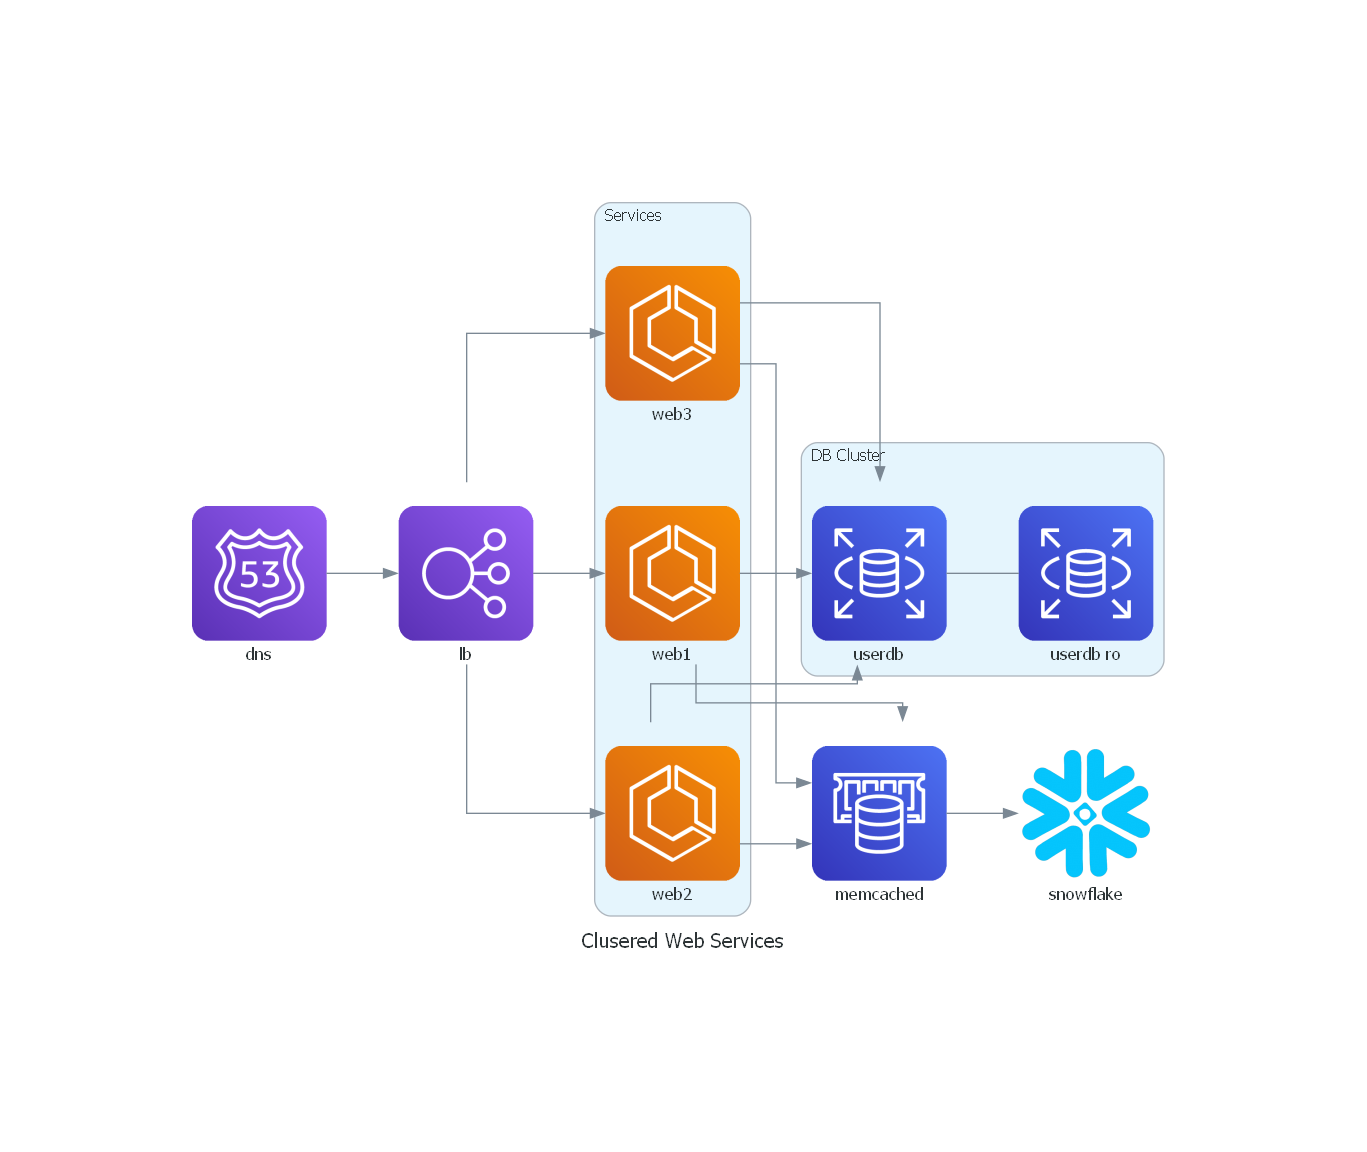 Services
web3
DB Cluster
53
dns
lb
web1
userdb
userdb ro
web2
memcached
snowflake
Clusered Web Services